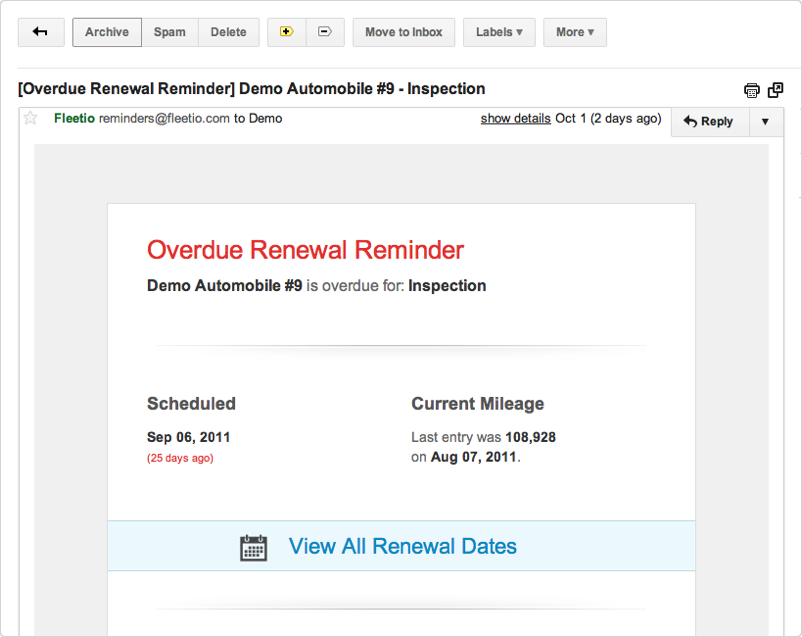 Archive Spam Delete Move to Inbox Labels ▾ More ▾
[Overdue Renewal Reminder] Demo Automobile #9 - Inspection
Fleetio reminders@fleetio.com to Demo show details Oct 1 (2 days ago) Reply ▾
Overdue Renewal Reminder
Demo Automobile #9 is overdue for: Inspection
Scheduled
Sep 06, 2011
(25 days ago)
Current Mileage
Last entry was 108,928
on Aug 07, 2011.
View All Renewal Dates